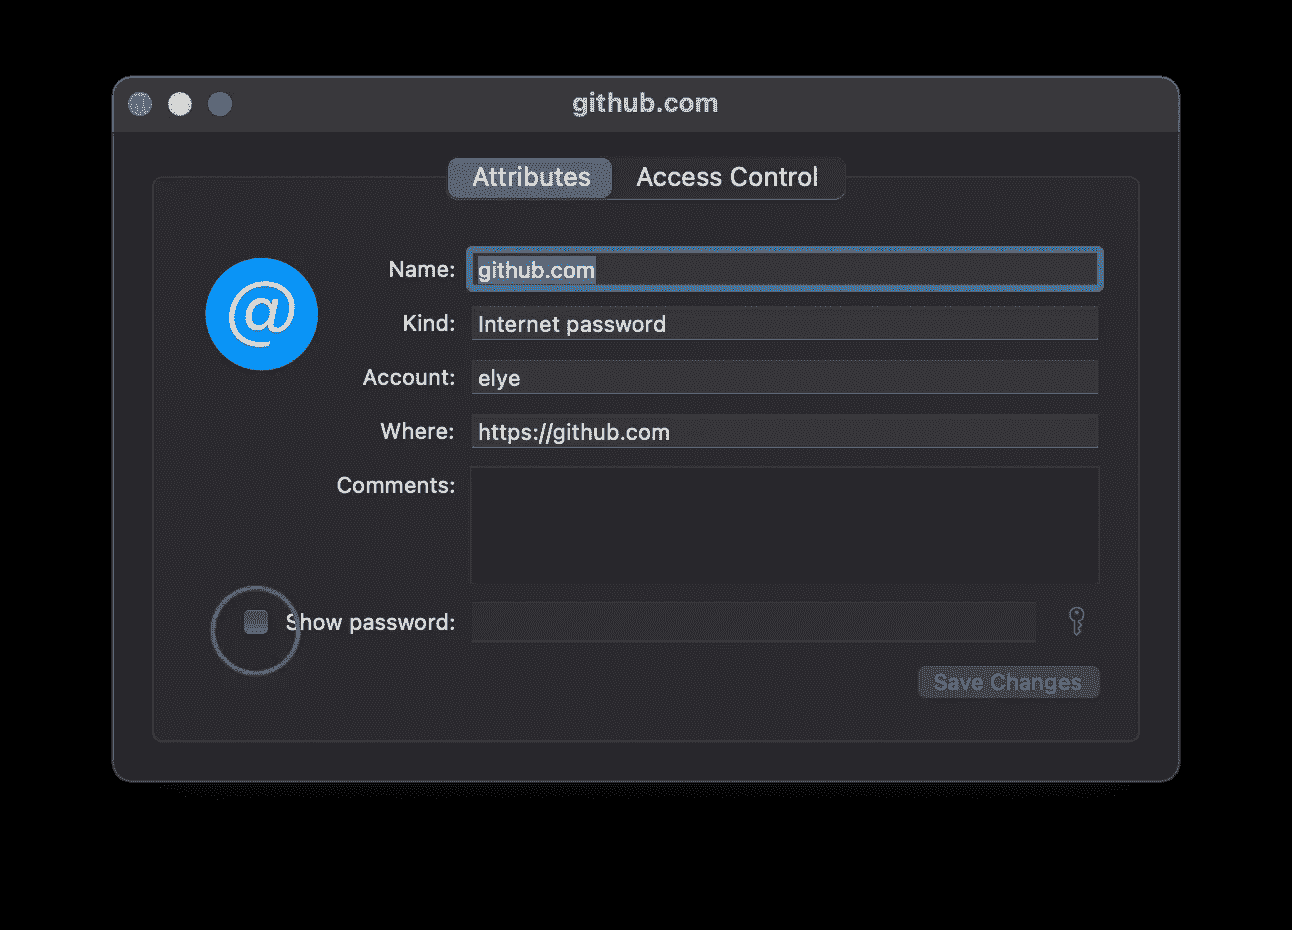 github.com
Attributes Access Control
@
Name: github.com
Kind: Internet password
Account: elye
Where: https://github.com
Comments:
Show password:
Save Changes